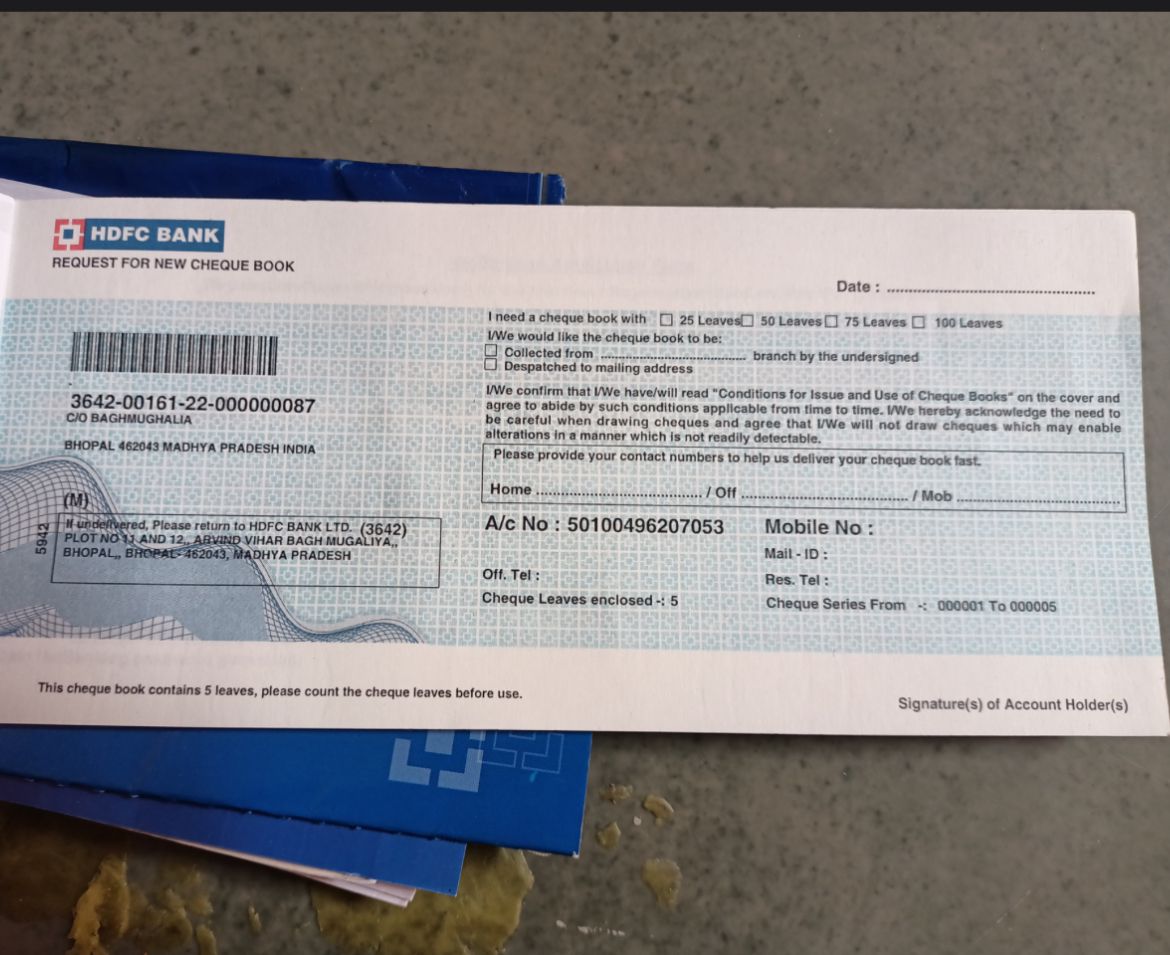 HDFC BANK
REQUEST FOR NEW CHEQUE BOOK
Date : ......................................................
I need a cheque book with 25 Leaves 50 Leaves 75 Leaves 100 Leaves
I/We would like the cheque book to be:
Collected from ........................................ branch by the undersigned
Despatched to mailing address
3642-00161-22-000000087
C/O BAGHMUGHALIA
BHOPAL 462043 MADHYA PRADESH INDIA
I/We confirm that I/We have/will read "Conditions for Issue and Use of Cheque Books" on the cover and
agree to abide by such conditions applicable from time to time. I/We hereby acknowledge the need to
be careful when drawing cheques and agree that I/We will not draw cheques which may enable
alterations in a manner which is not readily detectable.
Please provide your contact numbers to help us deliver your cheque book fast.
Home .......................................... / Off .......................................... / Mob ..........................................
(M)
5942
If undelivered, Please return to HDFC BANK LTD. (3642)
PLOT NO 11 AND 12,, ARVIND VIHAR BAGH MUGALIYA,,
BHOPAL,, BHOPAL- 462043, MADHYA PRADESH
A/c No : 50100496207053 Mobile No :
Mail - ID :
Off. Tel : Res. Tel :
Cheque Leaves enclosed -: 5 Cheque Series From -: 000001 To 000005
This cheque book contains 5 leaves, please count the cheque leaves before use.
Signature(s) of Account Holder(s)